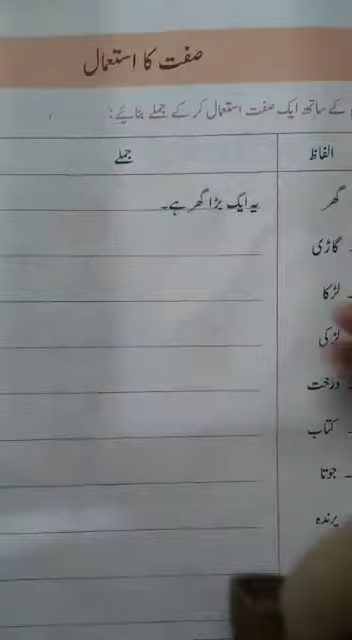 صفت کا استعمال
کے ساتھ ایک صفت استعمال کر کے جملے بنائیے:
الفاظ جملے
گھر یہ ایک بڑا گھر ہے۔
گاڑی
لڑکا
لڑکی
درخت
کتاب
جوتا
پرندہ